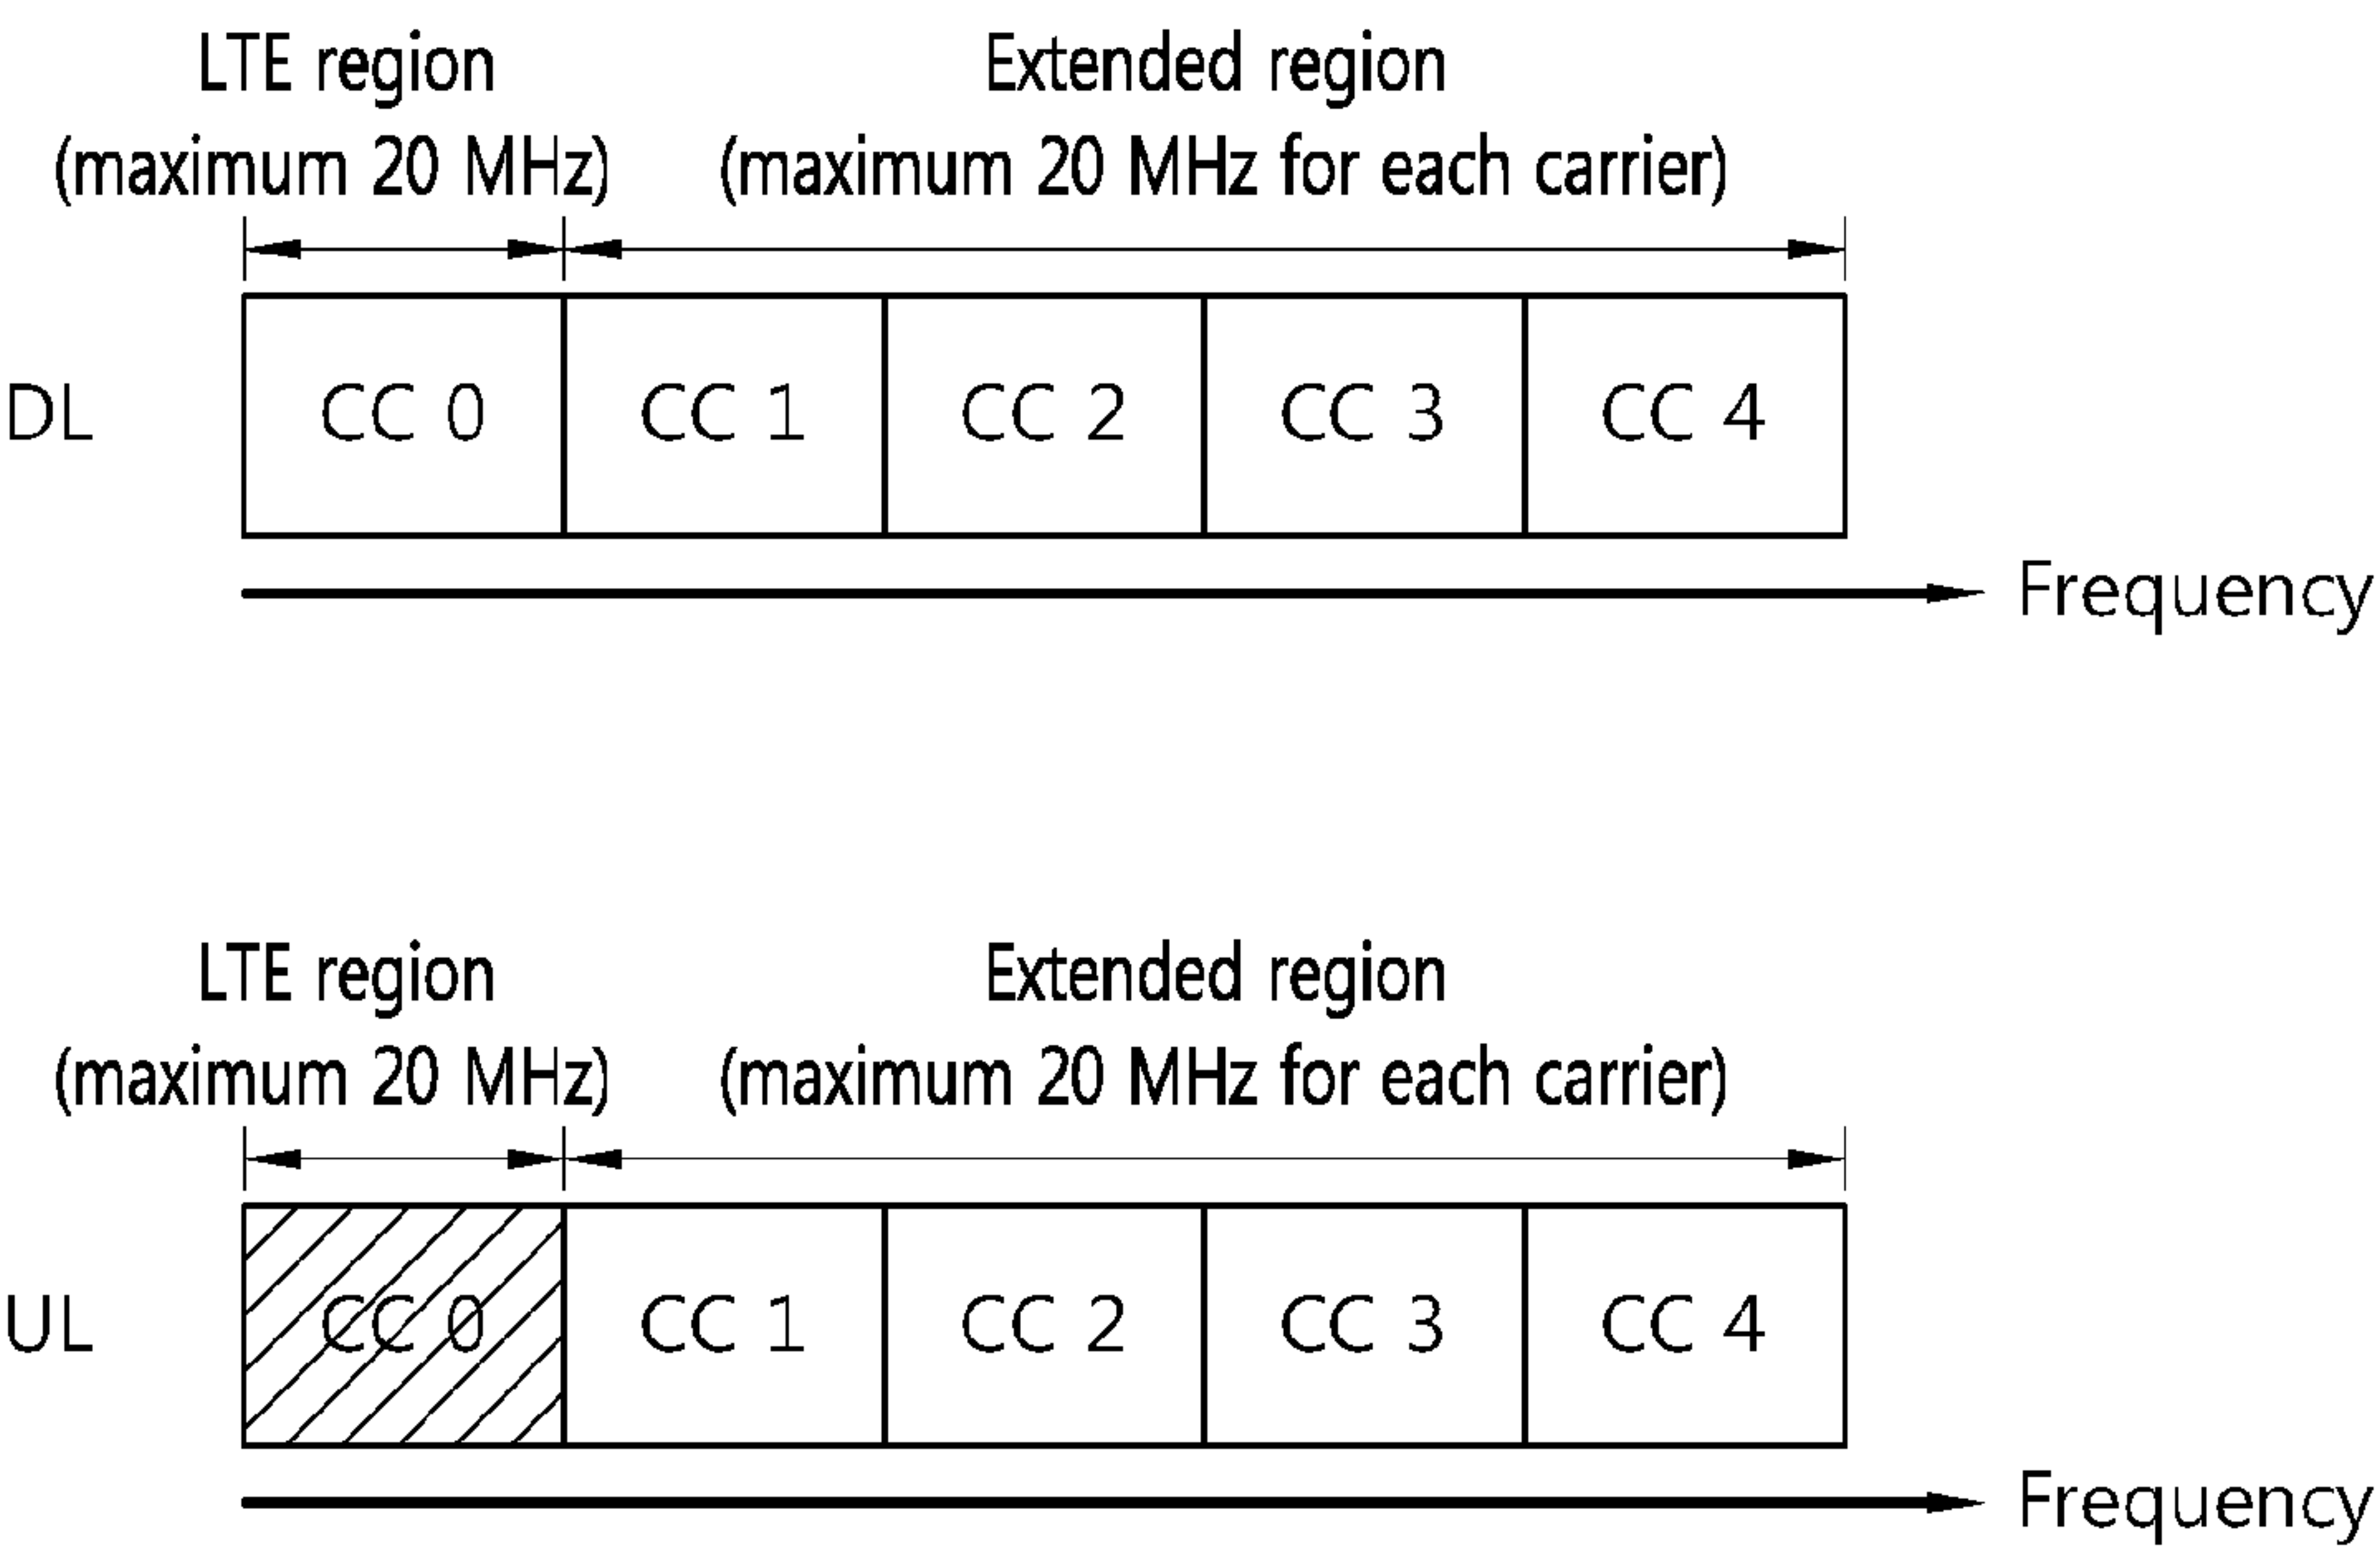 LTE region Extended region
(maximum 20 MHz) (maximum 20 MHz for each carrier)
DL CC 0 CC 1 CC 2 CC 3 CC 4
Frequency
LTE region Extended region
(maximum 20 MHz) (maximum 20 MHz for each carrier)
UL CC 0 CC 1 CC 2 CC 3 CC 4
Frequency